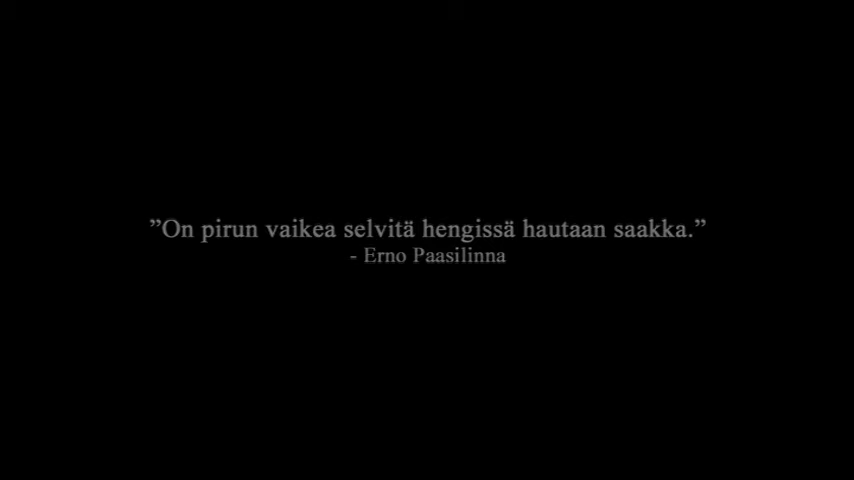 ”On pirun vaikea selvitä hengissä hautaan saakka.”
- Erno Paasilinna